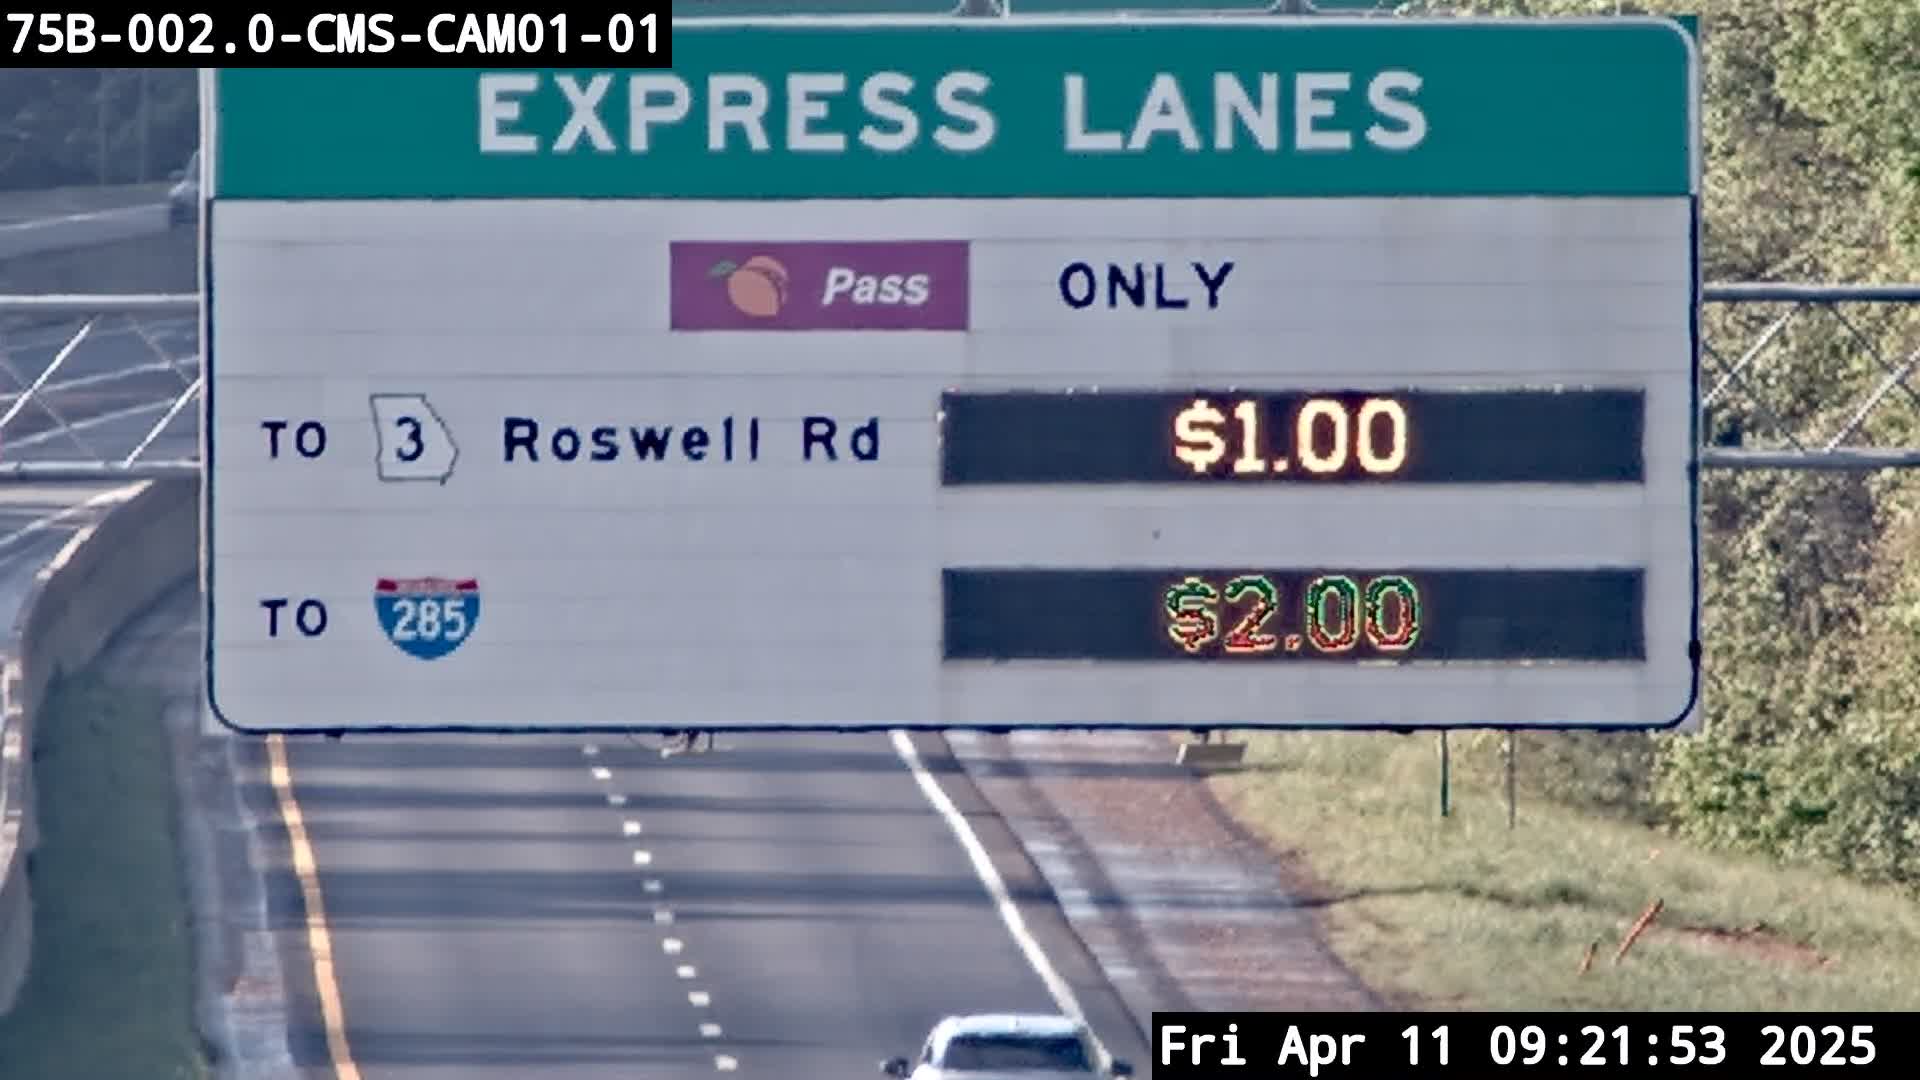 75B-002.0-CMS-CAM01-01
EXPRESS LANES
Pass ONLY
TO 3 Roswell Rd $1.00
TO 285 $2.00
Fri Apr 11 09:21:53 2025